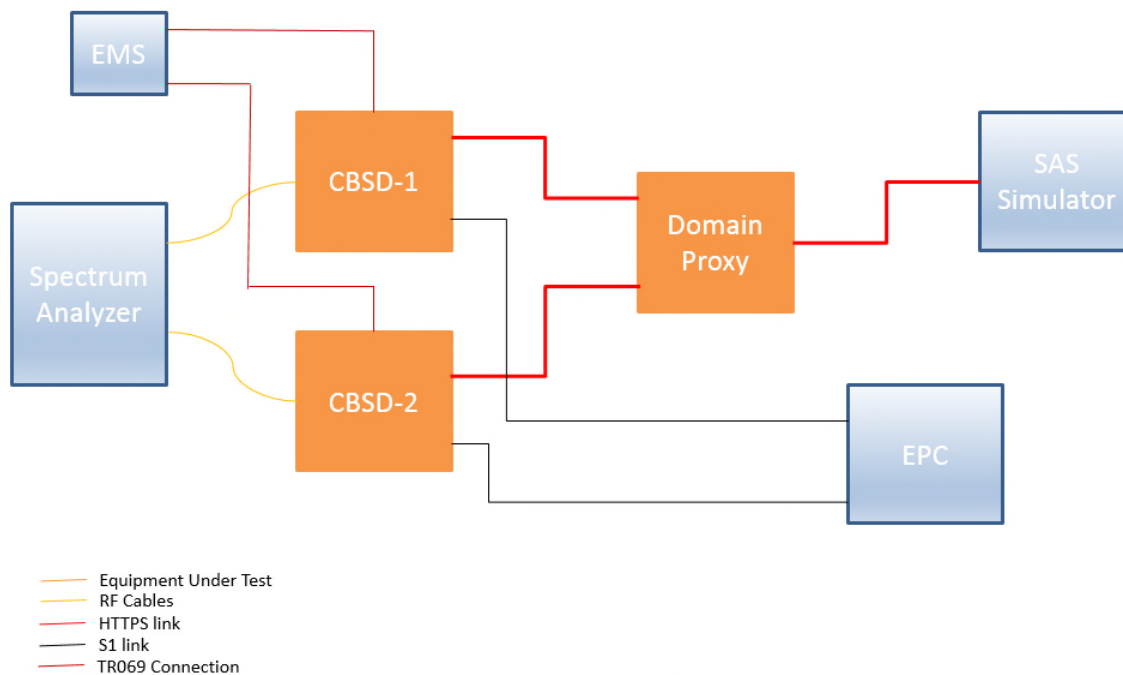 EMS
CBSD-1
SAS
Simulator
Domain
Proxy
Spectrum
Analyzer
CBSD-2
EPC
Equipment Under Test
RF Cables
HTTPS link
S1 link
TR069 Connection